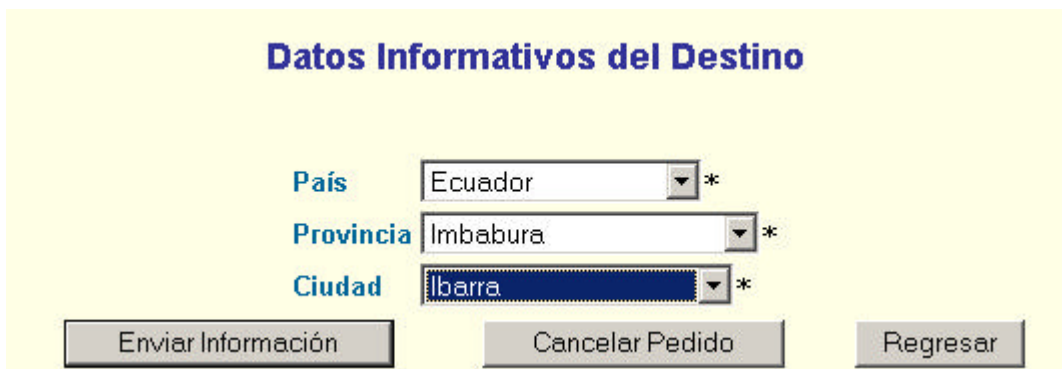 Datos Informativos del Destino
País Ecuador *
Provincia Imbabura *
Ciudad Ibarra *
Enviar Información Cancelar Pedido Regresar